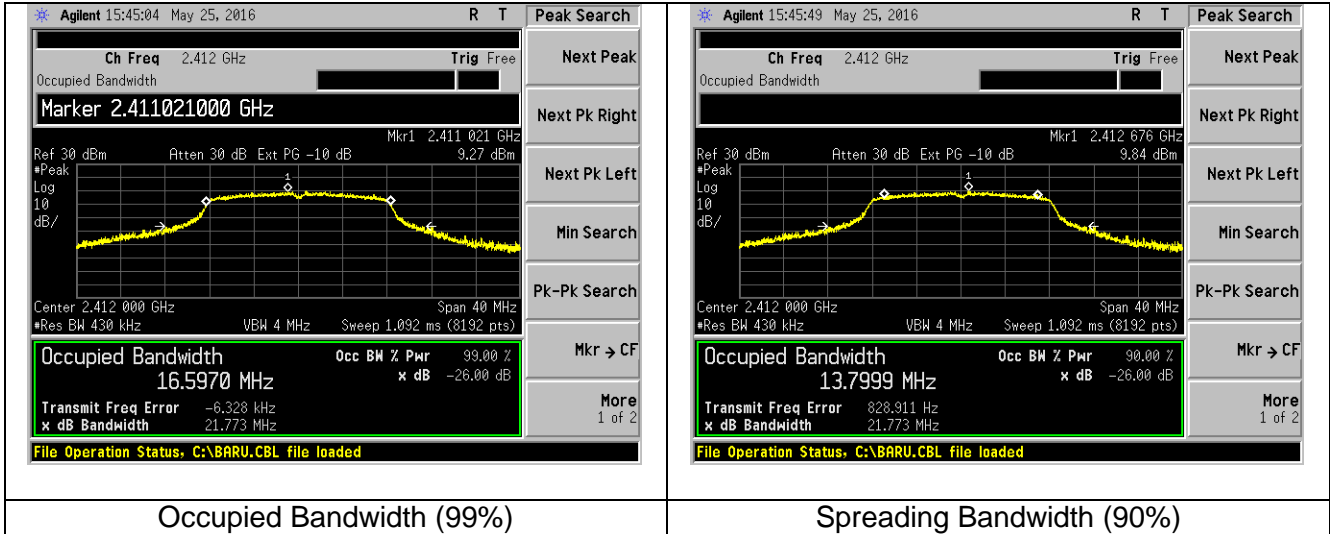 Agilent 15:45:04 May 25, 2016 R T
Peak Search
Ch Freq 2.412 GHz Trig Free
Occupied Bandwidth
Marker 2.411021000 GHz
Mkr1 2.411 021 GHz
Ref 30 dBm Atten 30 dB Ext PG -10 dB 9.27 dBm
#Peak
Log
10
dB/
1
Center 2.412 000 GHz Span 40 MHz
#Res BW 430 kHz VBW 4 MHz Sweep 1.092 ms (8192 pts)
Occupied Bandwidth Occ BW % Pwr 99.00 %
16.5970 MHz x dB -26.00 dB
Transmit Freq Error -6.328 kHz
x dB Bandwidth 21.773 MHz
File Operation Status, C:\BARU.CBL file loaded
Next Peak
Next Pk Right
Next Pk Left
Min Search
Pk-Pk Search
Mkr → CF
More
1 of 2
Occupied Bandwidth (99%)
Agilent 15:45:49 May 25, 2016 R T
Peak Search
Ch Freq 2.412 GHz Trig Free
Occupied Bandwidth
Mkr1 2.412 676 GHz
Ref 30 dBm Atten 30 dB Ext PG -10 dB 9.84 dBm
#Peak
Log
10
dB/
1
Center 2.412 000 GHz Span 40 MHz
#Res BW 430 kHz VBW 4 MHz Sweep 1.092 ms (8192 pts)
Occupied Bandwidth Occ BW % Pwr 90.00 %
13.7999 MHz x dB -26.00 dB
Transmit Freq Error 828.911 Hz
x dB Bandwidth 21.773 MHz
File Operation Status, C:\BARU.CBL file loaded
Next Peak
Next Pk Right
Next Pk Left
Min Search
Pk-Pk Search
Mkr → CF
More
1 of 2
Spreading Bandwidth (90%)